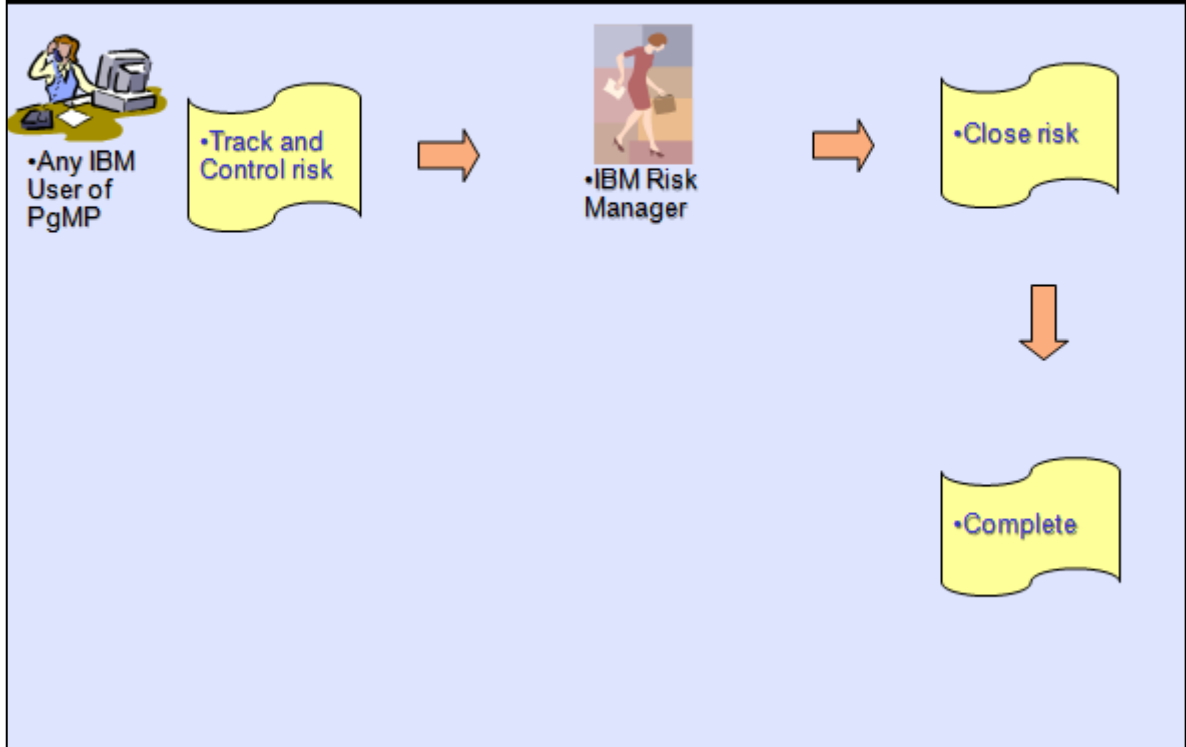 •Any IBM
User of
PgMP
•Track and
Control risk
•IBM Risk
Manager
•Close risk
•Complete